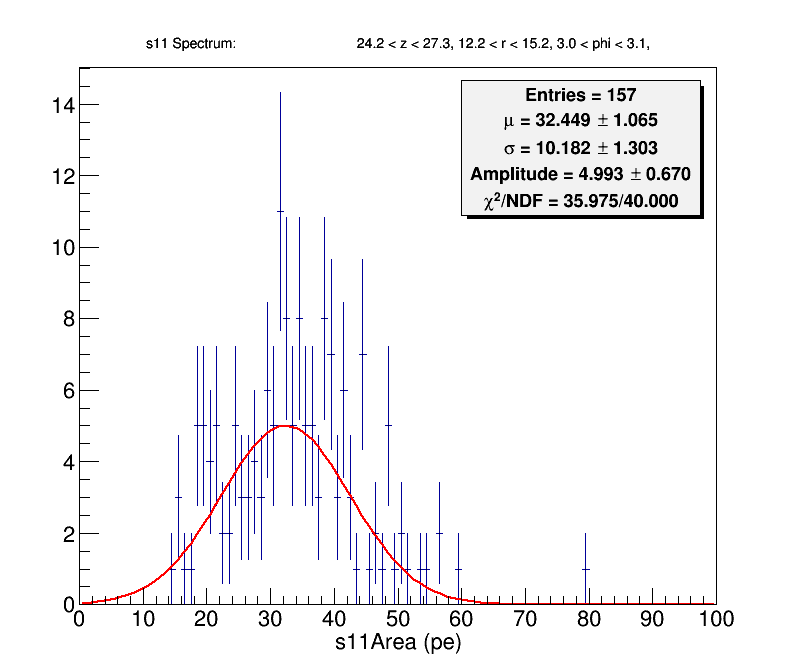 s11 Spectrum: 24.2 < z < 27.3, 12.2 < r < 15.2, 3.0 < phi < 3.1,
Entries = 157
μ = 32.449 ± 1.065
σ = 10.182 ± 1.303
Amplitude = 4.993 ± 0.670
χ²/NDF = 35.975/40.000
14
12
10
8
6
4
2
0
0 10 20 30 40 50 60 70 80 90 100
s11Area (pe)